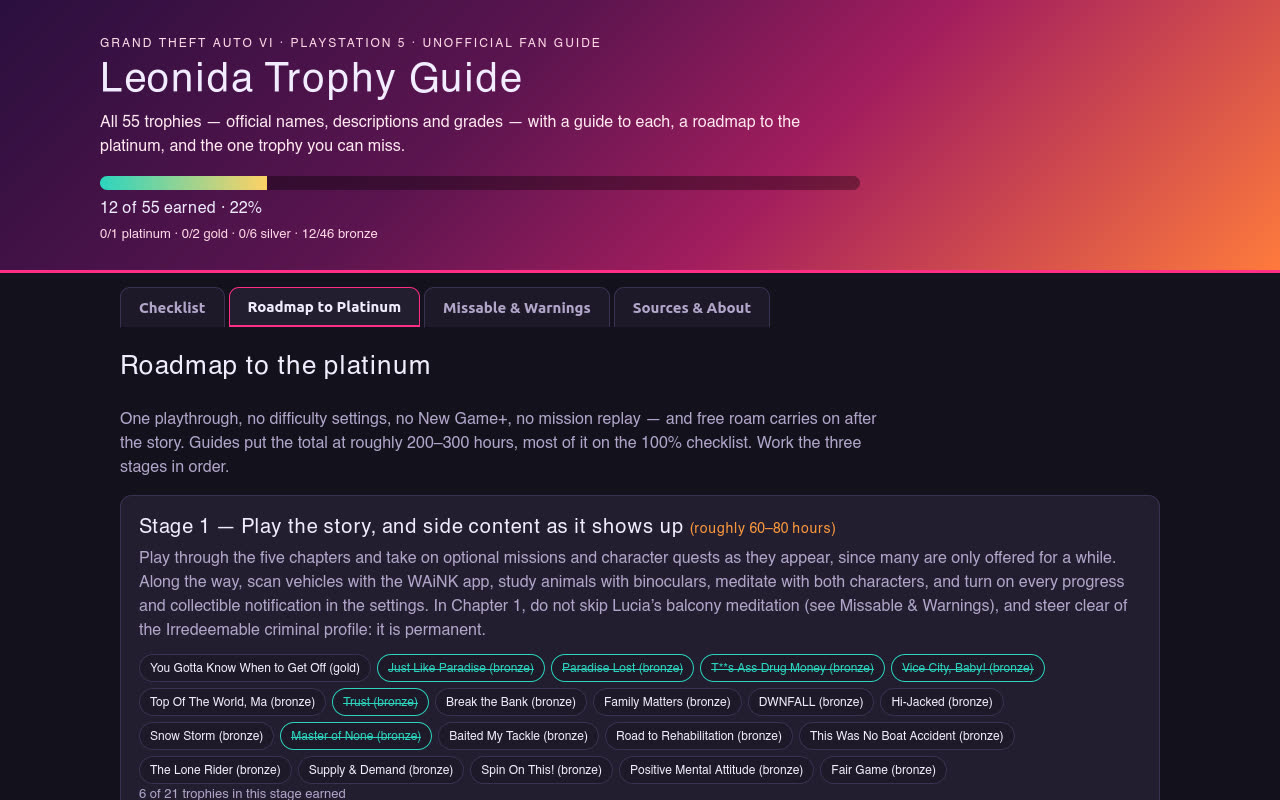 GRAND THEFT AUTO VI · PLAYSTATION 5 · UNOFFICIAL FAN GUIDE
Leonida Trophy Guide
All 55 trophies — official names, descriptions and grades — with a guide to each, a roadmap to the
platinum, and the one trophy you can miss.
12 of 55 earned · 22%
0/1 platinum · 0/2 gold · 0/6 silver · 12/46 bronze
Checklist
Roadmap to Platinum
Missable & Warnings
Sources & About
Roadmap to the platinum
One playthrough, no difficulty settings, no New Game+, no mission replay — and free roam carries on after
the story. Guides put the total at roughly 200–300 hours, most of it on the 100% checklist. Work the three
stages in order.
Stage 1 — Play the story, and side content as it shows up (roughly 60–80 hours)
Play through the five chapters and take on optional missions and character quests as they appear, since many are only offered for a while.
Along the way, scan vehicles with the WAiNK app, study animals with binoculars, meditate with both characters, and turn on every progress
and collectible notification in the settings. In Chapter 1, do not skip Lucia’s balcony meditation (see Missable & Warnings), and steer clear of
the Irredeemable criminal profile: it is permanent.
You Gotta Know When to Get Off (gold)
Just Like Paradise (bronze)
Paradise Lost (bronze)
T**s Ass Drug Money (bronze)
Vice City, Baby! (bronze)
Top Of The World, Ma (bronze)
Trust (bronze)
Break the Bank (bronze)
Family Matters (bronze)
DWNFALL (bronze)
Hi-Jacked (bronze)
Snow Storm (bronze)
Master of None (bronze)
Baited My Tackle (bronze)
Road to Rehabilitation (bronze)
This Was No Boat Accident (bronze)
The Lone Rider (bronze)
Supply & Demand (bronze)
Spin On This! (bronze)
Positive Mental Attitude (bronze)
Fair Game (bronze)
6 of 21 trophies in this stage earned